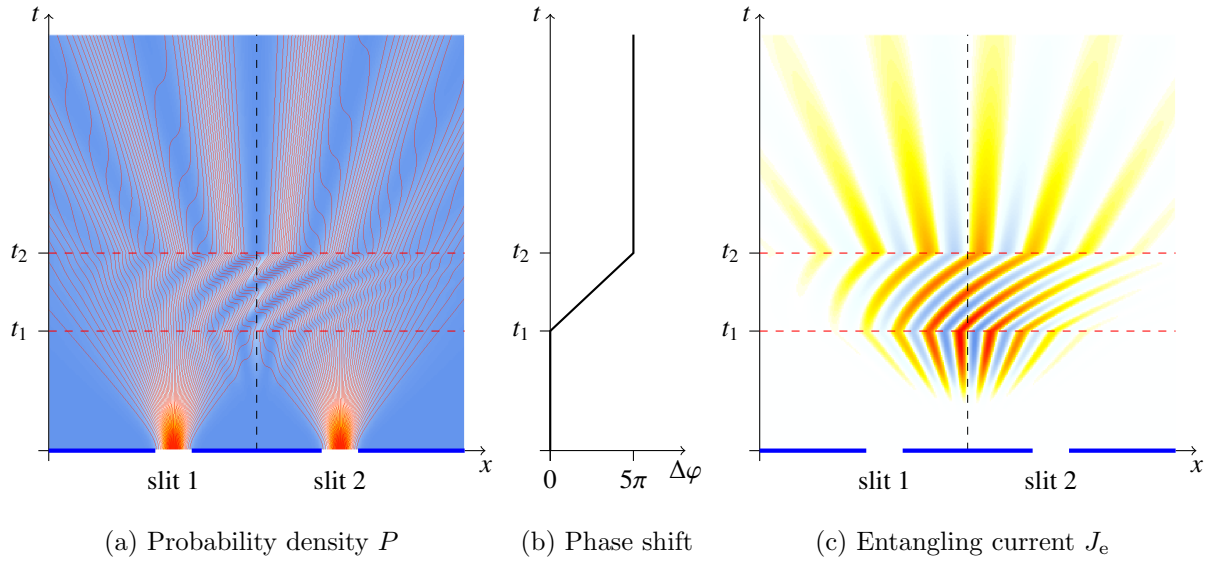 t
t₂
t₁
x
slit 1
slit 2
(a) Probability density P
t
t₂
t₁
0
5π
Δφ
(b) Phase shift
t
t₂
t₁
x
slit 1
slit 2
(c) Entangling current Jₑ